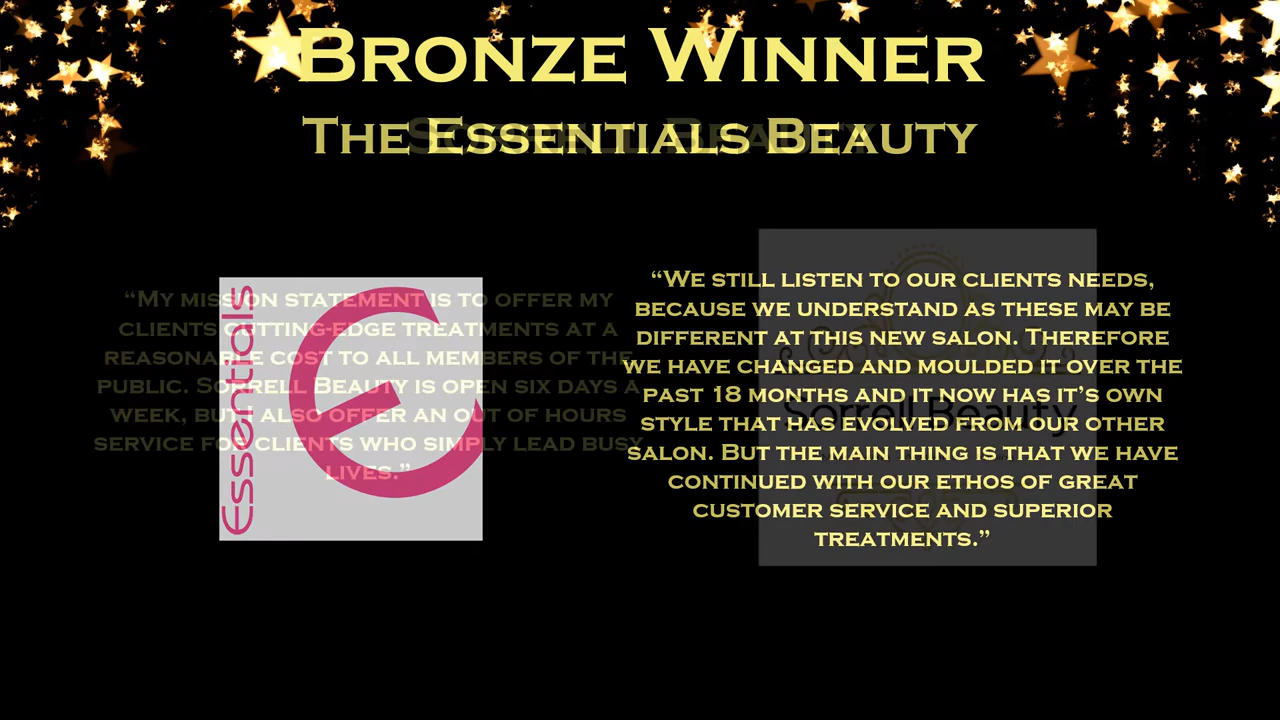 Bronze Winner
The Essentials Beauty
Sorrell Beauty
“My mission statement is to offer my
clients cutting-edge treatments at a
reasonable cost to all members of the
public. Sorrell Beauty is open six days a
week, but I also offer an out of hours
service for clients who simply lead busy
lives.”
Essentials
“We still listen to our clients needs,
because we understand as these may be
different at this new salon. Therefore
we have changed and moulded it over the
past 18 months and it now has it’s own
style that has evolved from our other
salon. But the main thing is that we have
continued with our ethos of great
customer service and superior
treatments.”
Sorrell Beauty